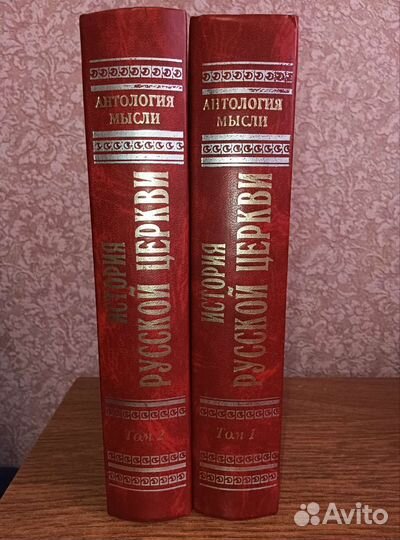 АНТОЛОГИЯ
МЫСЛИ
ИСТОРИЯ
РУССКОЙ ЦЕРКВИ
Том 2
АНТОЛОГИЯ
МЫСЛИ
ИСТОРИЯ
РУССКОЙ ЦЕРКВИ
Том 1
Avito